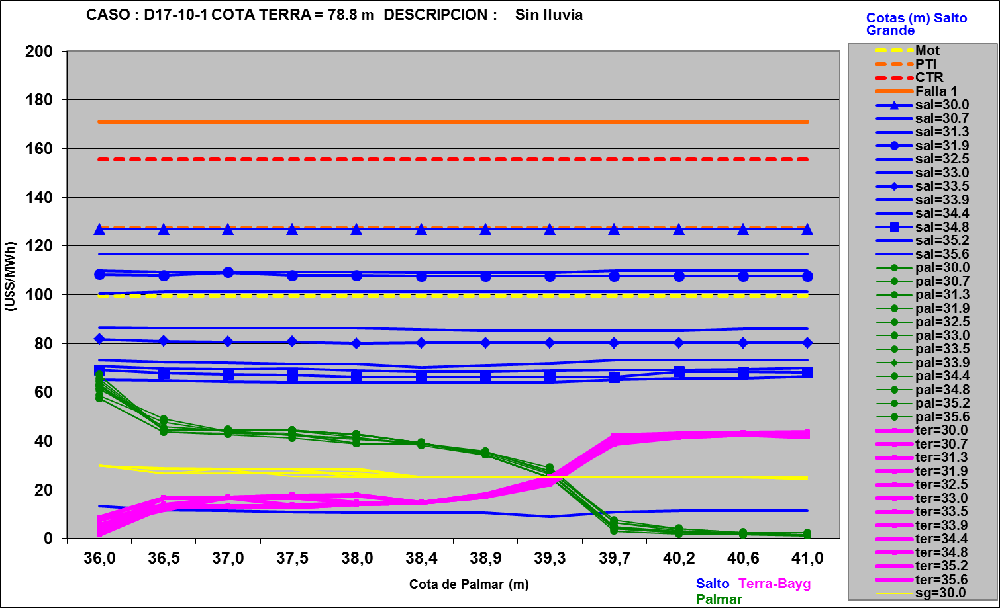 CASO : D17-10-1 COTA TERRA = 78.8 m DESCRIPCION : Sin lluvia
Cotas (m) Salto
Grande
200
180
160
140
120
100
80
60
40
20
0
(U$S/MWh)
36,0 36,5 37,0 37,5 38,0 38,4 38,9 39,3 39,7 40,2 40,6 41,0
Cota de Palmar (m)
Salto Terra-Bayg
Palmar
Mot
PTI
CTR
Falla 1
sal=30.0
sal=30.7
sal=31.3
sal=31.9
sal=32.5
sal=33.0
sal=33.5
sal=33.9
sal=34.4
sal=34.8
sal=35.2
sal=35.6
pal=30.0
pal=30.7
pal=31.3
pal=31.9
pal=32.5
pal=33.0
pal=33.5
pal=33.9
pal=34.4
pal=34.8
pal=35.2
pal=35.6
ter=30.0
ter=30.7
ter=31.3
ter=31.9
ter=32.5
ter=33.0
ter=33.5
ter=33.9
ter=34.4
ter=34.8
ter=35.2
ter=35.6
sg=30.0